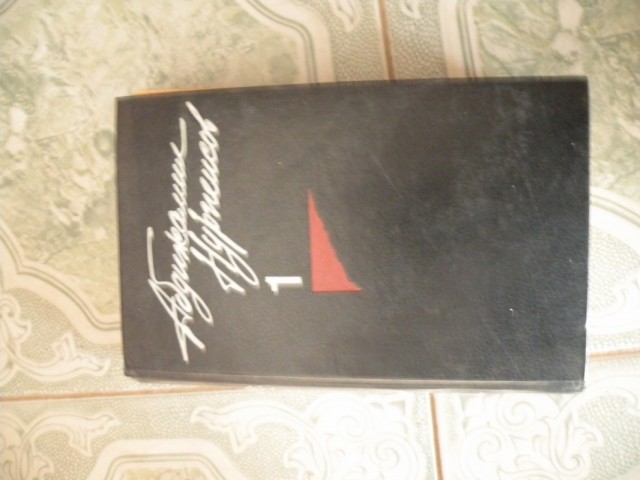 Абдижамил
Нурпеисов
1